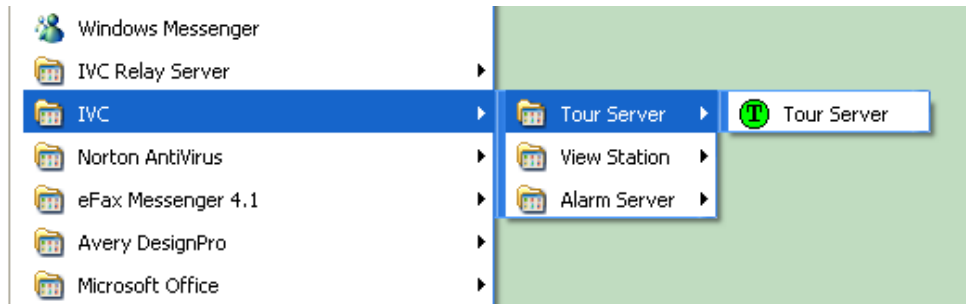 Windows Messenger
IVC Relay Server
IVC
Tour Server
T Tour Server
Norton AntiVirus
View Station
eFax Messenger 4.1
Alarm Server
Avery DesignPro
Microsoft Office